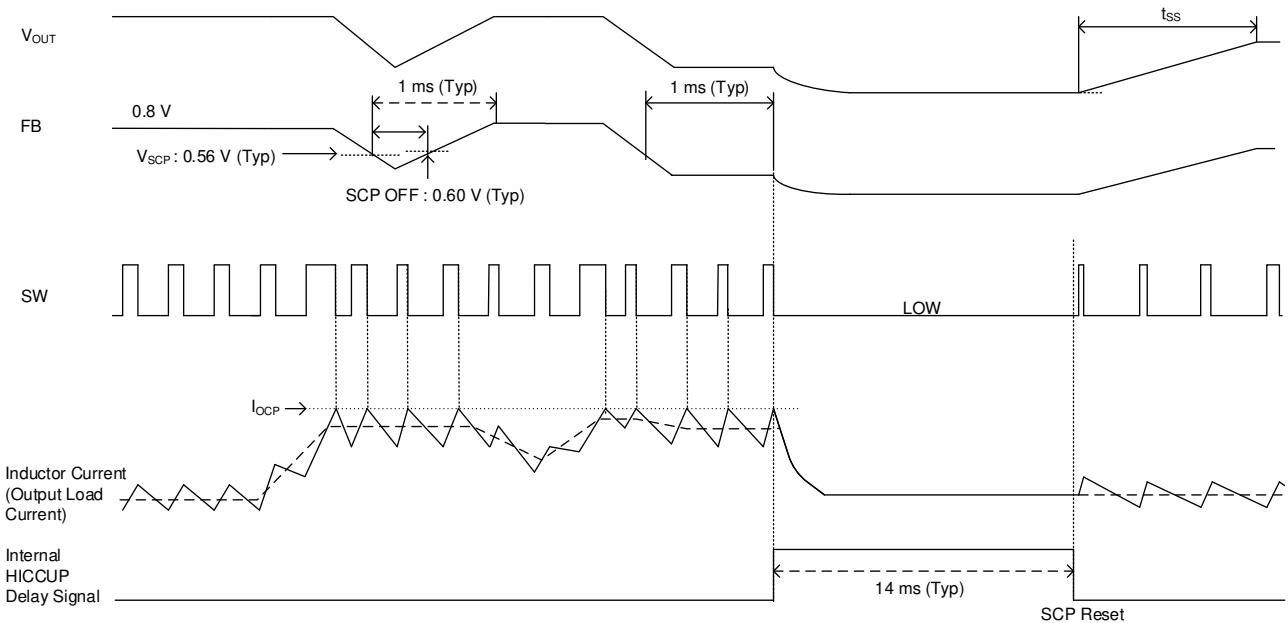 tSS
VOUT
1 ms (Typ)
1 ms (Typ)
0.8 V
FB
VSCP : 0.56 V (Typ)
SCP OFF : 0.60 V (Typ)
SW
LOW
IOCP
Inductor Current
(Output Load
Current)
Internal
HICCUP
Delay Signal
14 ms (Typ)
SCP Reset